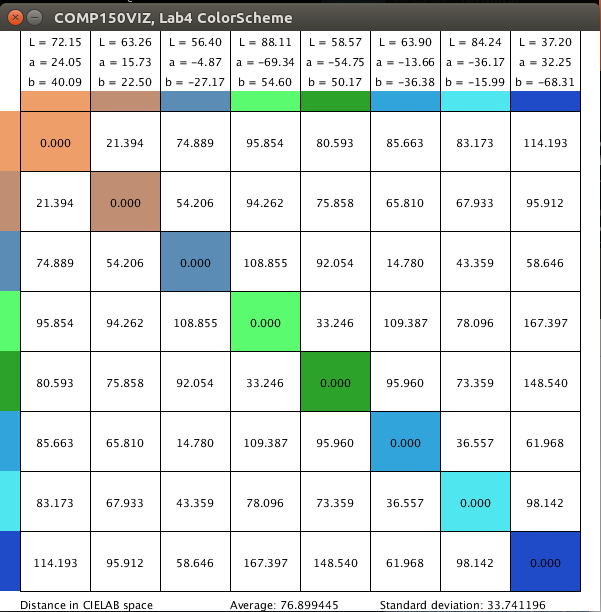 COMP150VIZ, Lab4 ColorScheme
L = 72.15 L = 63.26 L = 56.40 L = 88.11 L = 58.57 L = 63.90 L = 84.24 L = 37.20
a = 24.05 a = 15.73 a = -4.87 a = -69.34 a = -54.75 a = -13.66 a = -36.17 a = 32.25
b = 40.09 b = 22.50 b = -27.17 b = 54.60 b = 50.17 b = -36.38 b = -15.99 b = -68.31
0.000 21.394 74.889 95.854 80.593 85.663 83.173 114.193
21.394 0.000 54.206 94.262 75.858 65.810 67.933 95.912
74.889 54.206 0.000 108.855 92.054 14.780 43.359 58.646
95.854 94.262 108.855 0.000 33.246 109.387 78.096 167.397
80.593 75.858 92.054 33.246 0.000 95.960 73.359 148.540
85.663 65.810 14.780 109.387 95.960 0.000 36.557 61.968
83.173 67.933 43.359 78.096 73.359 36.557 0.000 98.142
114.193 95.912 58.646 167.397 148.540 61.968 98.142 0.000
Distance in CIELAB space Average: 76.899445 Standard deviation: 33.741196